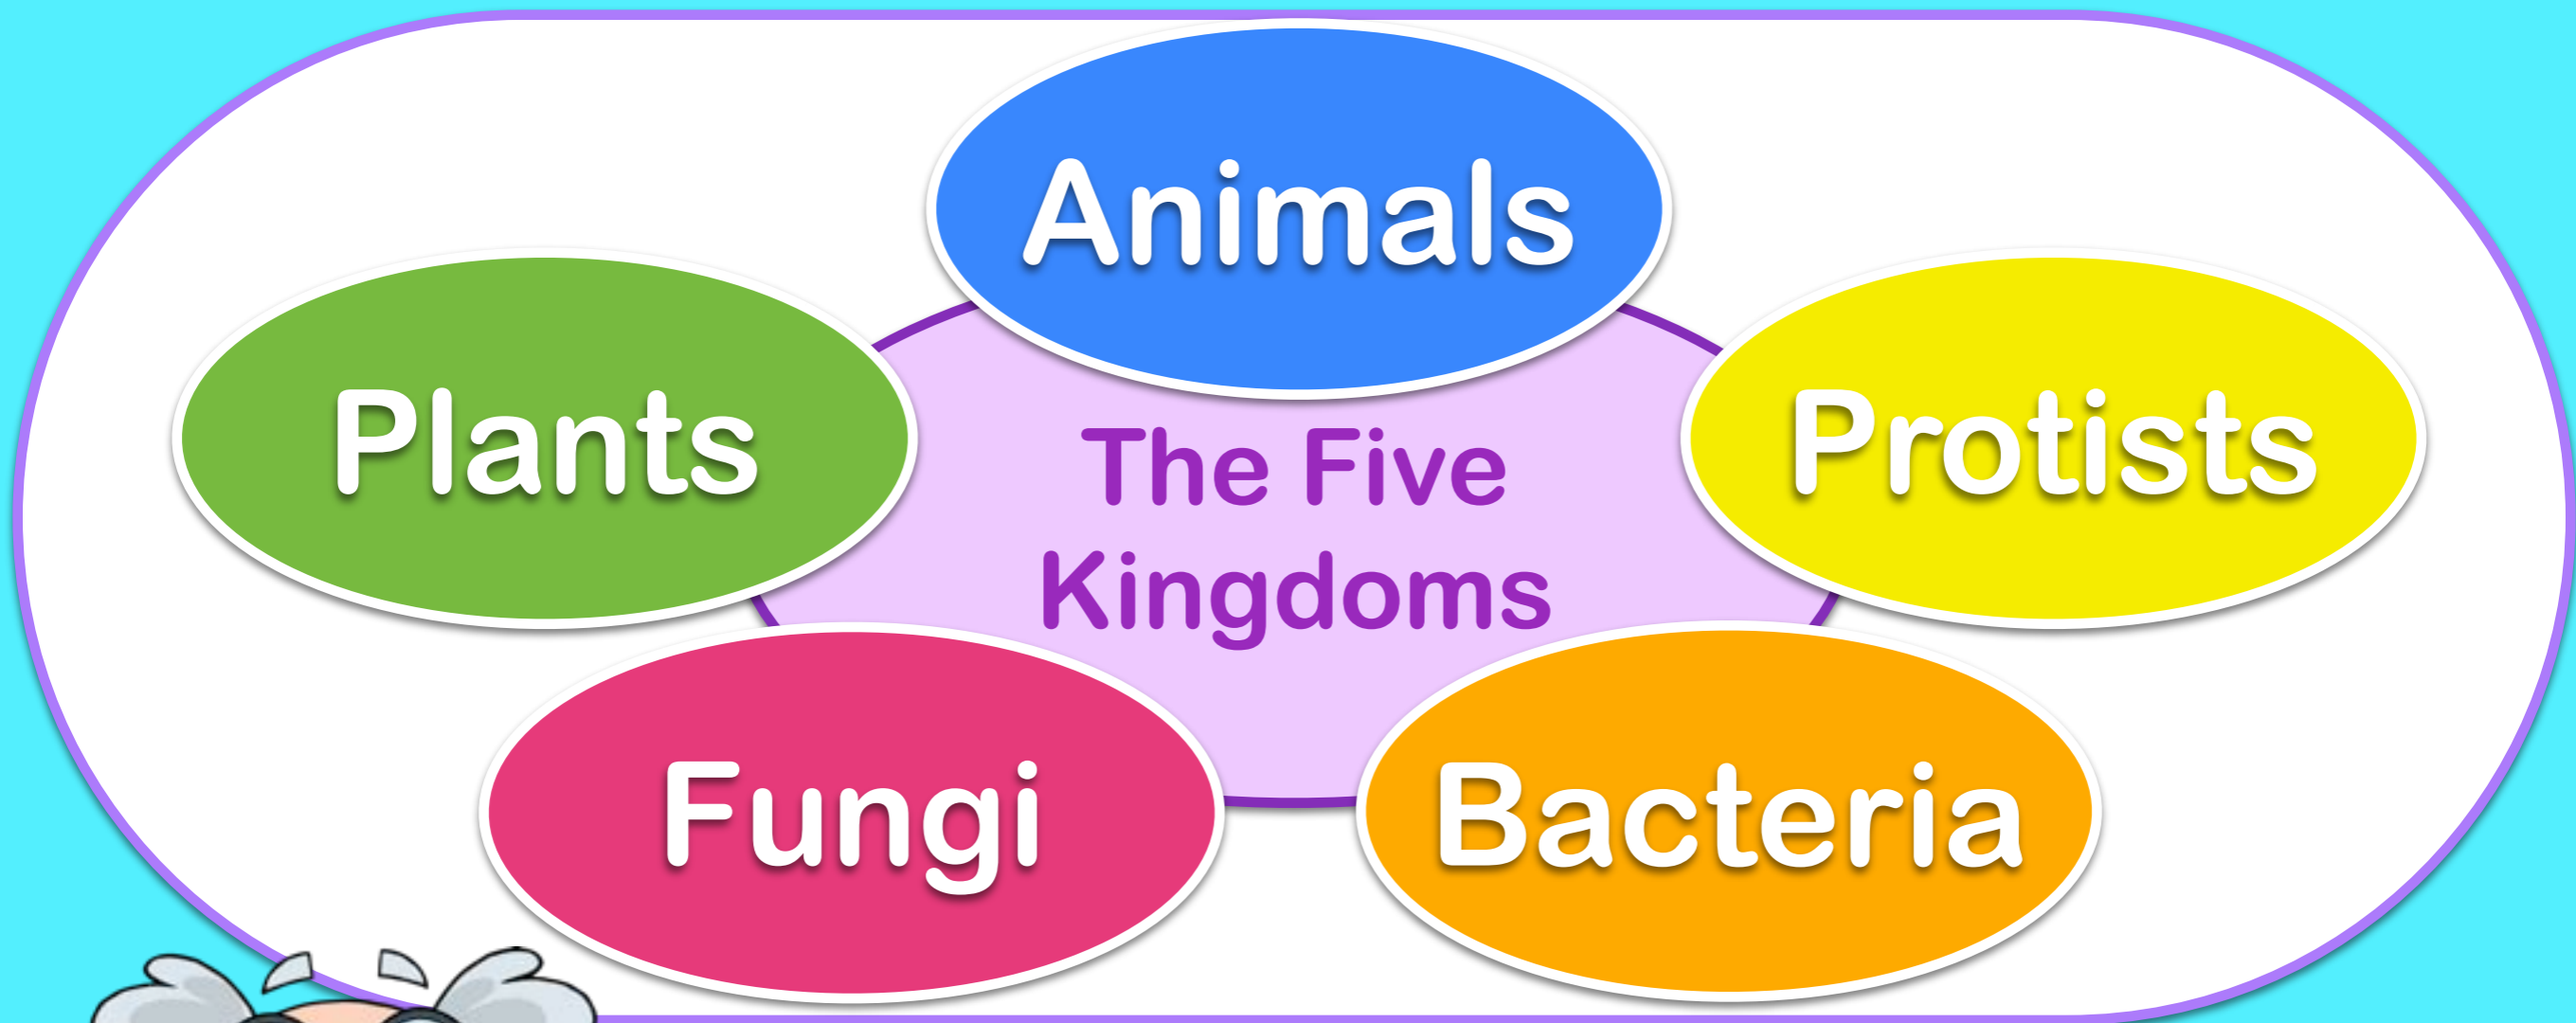 Animals
Plants
Protists
The Five
Kingdoms
Fungi
Bacteria